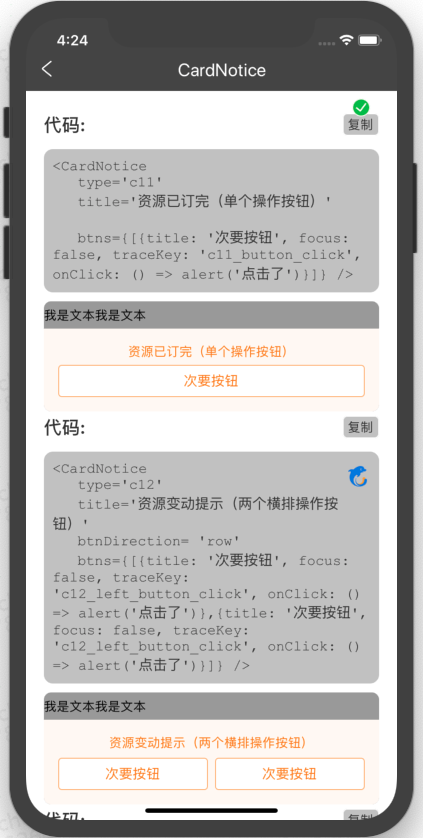 4:24
CardNotice
代码:
复制
<CardNotice
type='c11'
title='资源已订完（单个操作按钮）'
btns={[{title: '次要按钮', focus:
false, traceKey: 'c11_button_click',
onClick: () => alert('点击了')}]} />
我是文本我是文本
资源已订完（单个操作按钮）
次要按钮
代码:
复制
<CardNotice
type='c12'
title='资源变动提示（两个横排操作按
钮）'
btnDirection= 'row'
btns={[{title: '次要按钮', focus:
false, traceKey:
'c12_left_button_click', onClick: ()
=> alert('点击了')},{title: '次要按钮',
focus: false, traceKey:
'c12_left_button_click', onClick: ()
=> alert('点击了')}]} />
我是文本我是文本
资源变动提示（两个横排操作按钮）
次要按钮
次要按钮
代码:
复制